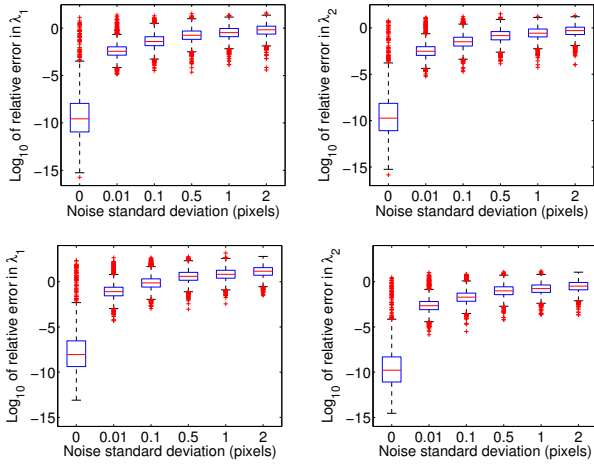 Log₁₀ of relative error in λ₁
0
−5
−10
−15
0 0.01 0.1 0.5 1 2
Noise standard deviation (pixels)
Log₁₀ of relative error in λ₂
0
−5
−10
−15
0 0.01 0.1 0.5 1 2
Noise standard deviation (pixels)
Log₁₀ of relative error in λ₁
0
−5
−10
−15
0 0.01 0.1 0.5 1 2
Noise standard deviation (pixels)
Log₁₀ of relative error in λ₂
0
−5
−10
−15
0 0.01 0.1 0.5 1 2
Noise standard deviation (pixels)